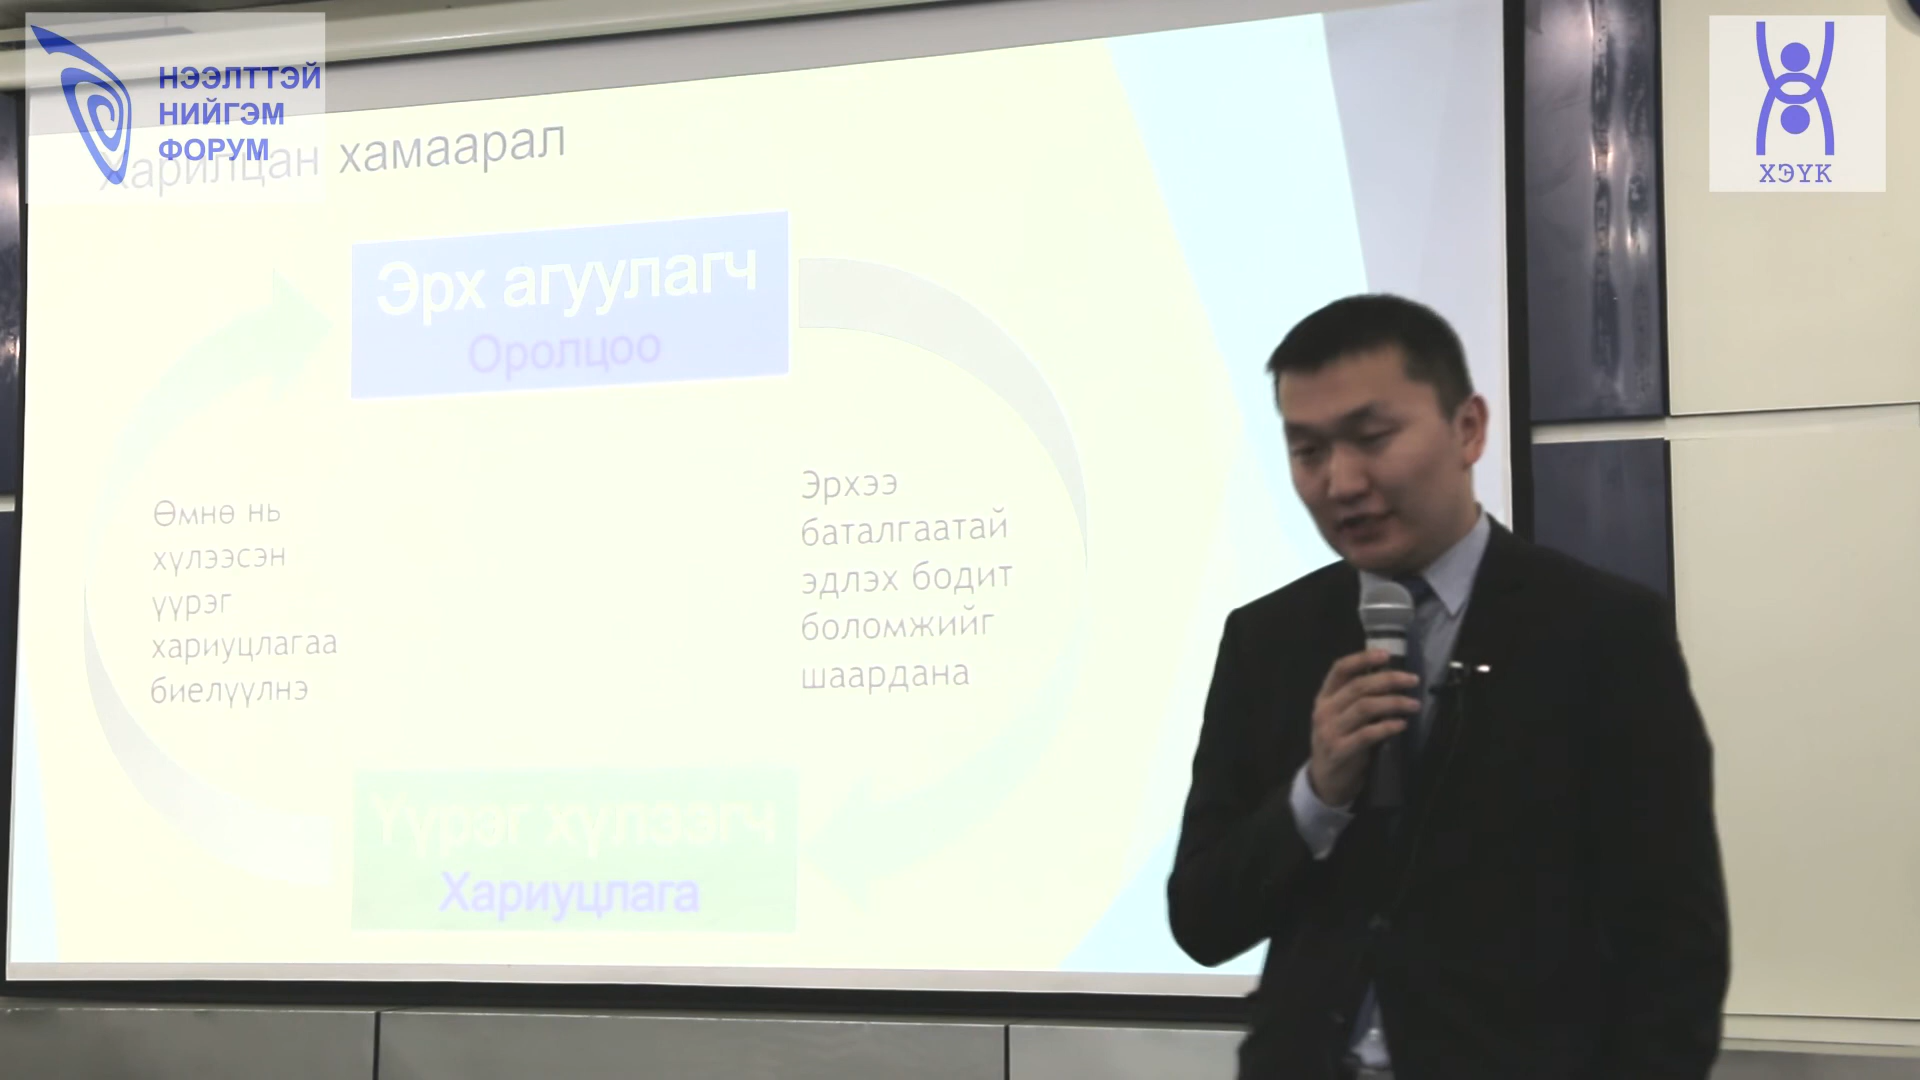 НЭЭЛТТЭЙ
НИЙГЭМ
ФОРУМ
ХЭҮК
Харилцан хамаарал
Эрх агуулагч
Оролцоо
Өмнө нь
хүлээсэн
үүрэг
хариуцлагаа
биелүүлнэ
Эрхээ
баталгаатай
эдлэх бодит
боломжийг
шаардана
Үүрэг хүлээгч
Хариуцлага